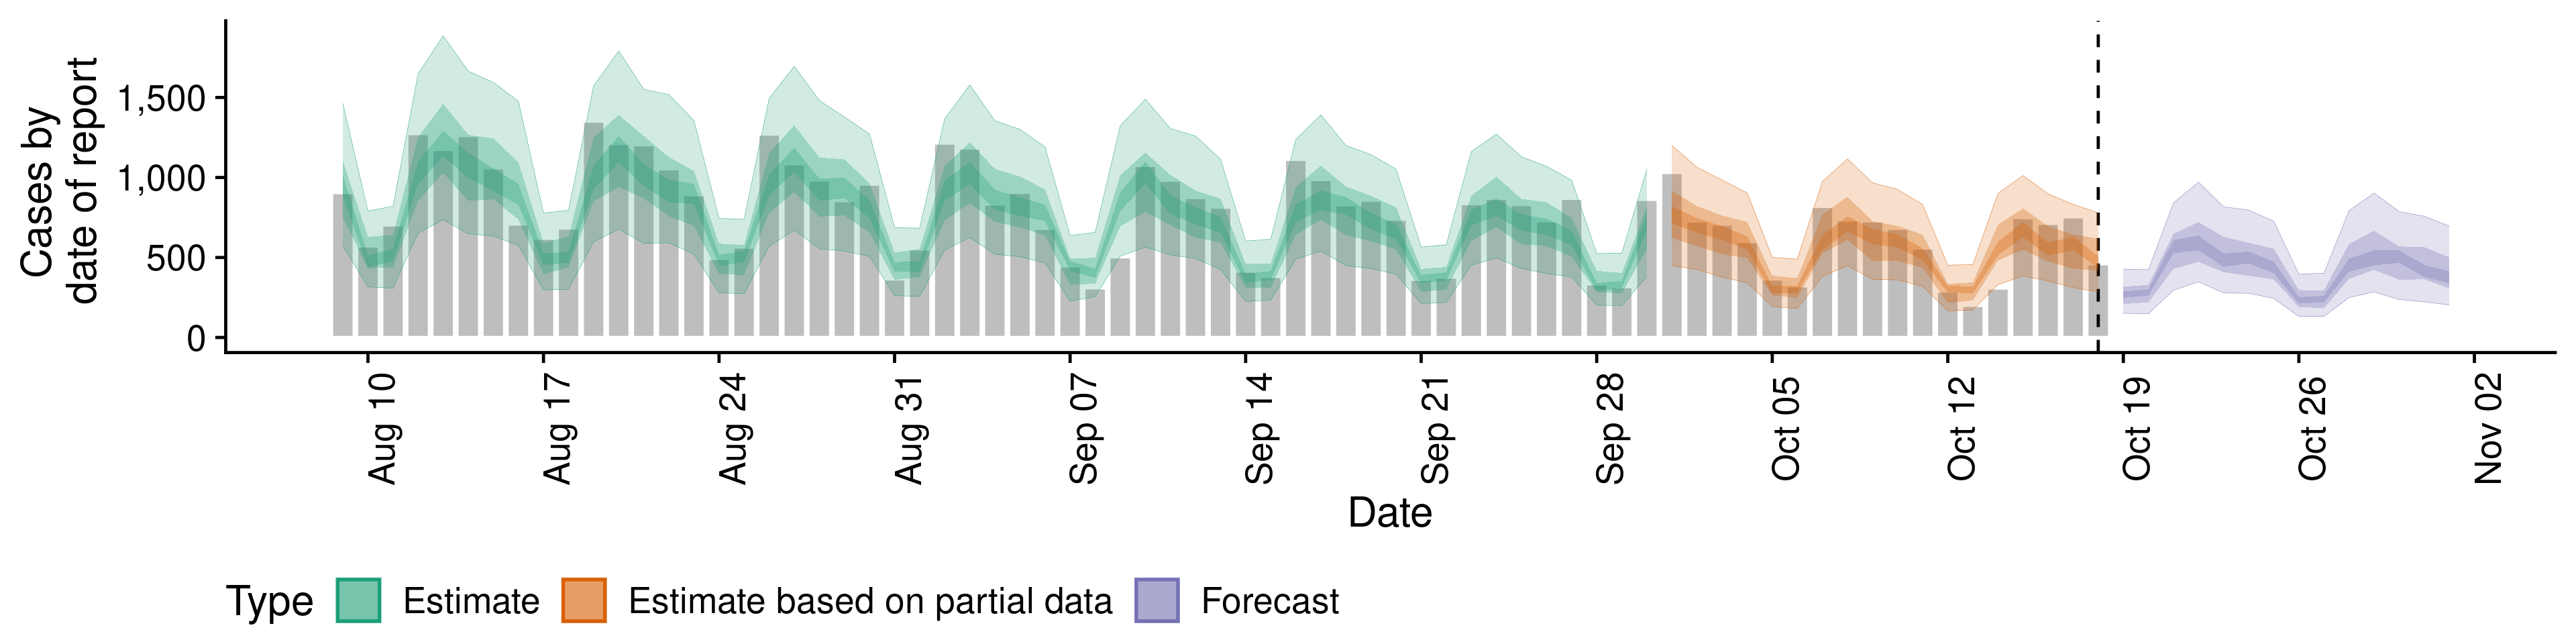 Cases by
date of report
1,500
1,000
500
0
Aug 10
Aug 17
Aug 24
Aug 31
Sep 07
Sep 14
Sep 21
Sep 28
Oct 05
Oct 12
Oct 19
Oct 26
Nov 02
Date
Type Estimate Estimate based on partial data Forecast